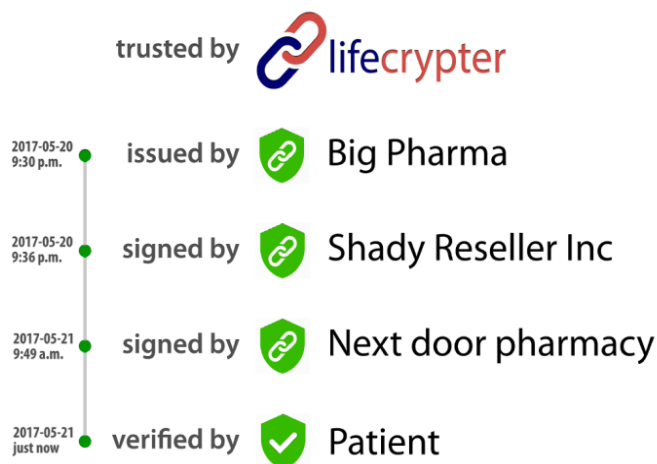 trusted by lifecrypter
2017-05-20
9:30 p.m.
issued by Big Pharma
2017-05-20
9:36 p.m.
signed by Shady Reseller Inc
2017-05-21
9:49 a.m.
signed by Next door pharmacy
2017-05-21
just now
verified by Patient